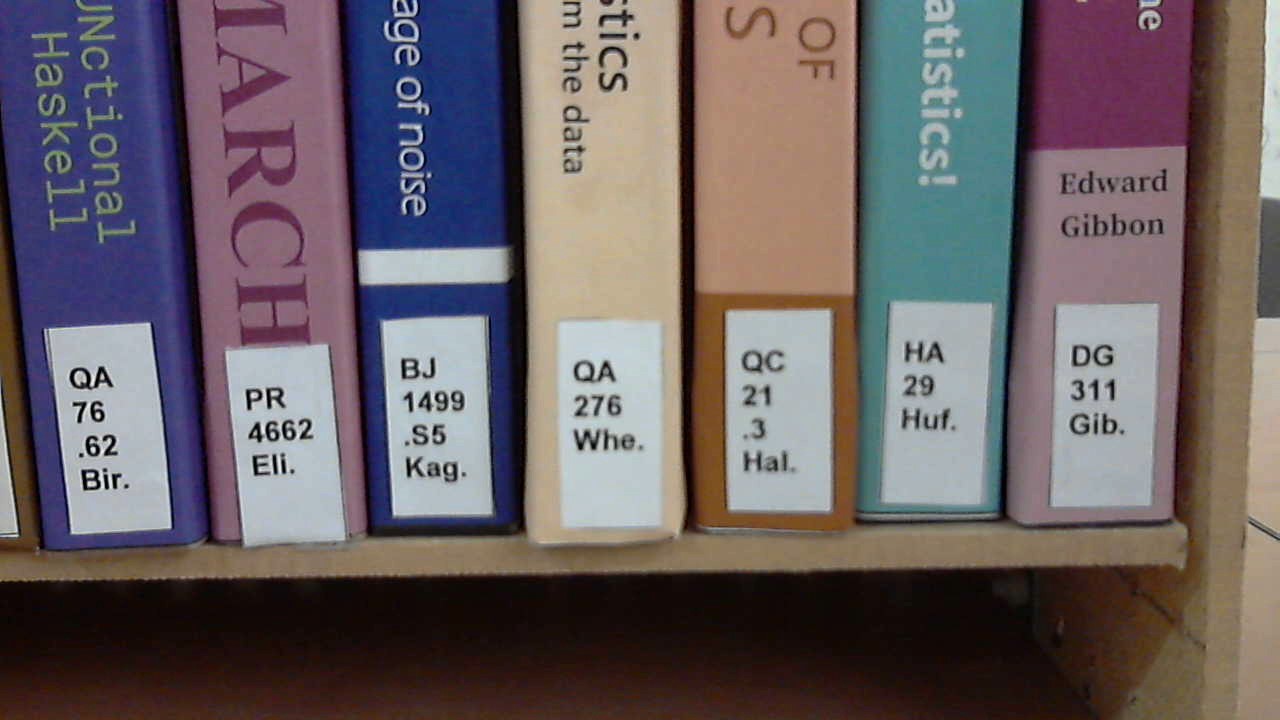 UNctional
Haskell
QA
76
.62
Bir.
MARCH
PR
4662
Eli.
age of noise
BJ
1499
.S5
Kag.
stics
m the data
QA
276
Whe.
OF
S
QC
21
.3
Hal.
atistics!
HA
29
Huf.
ne
Edward
Gibbon
DG
311
Gib.